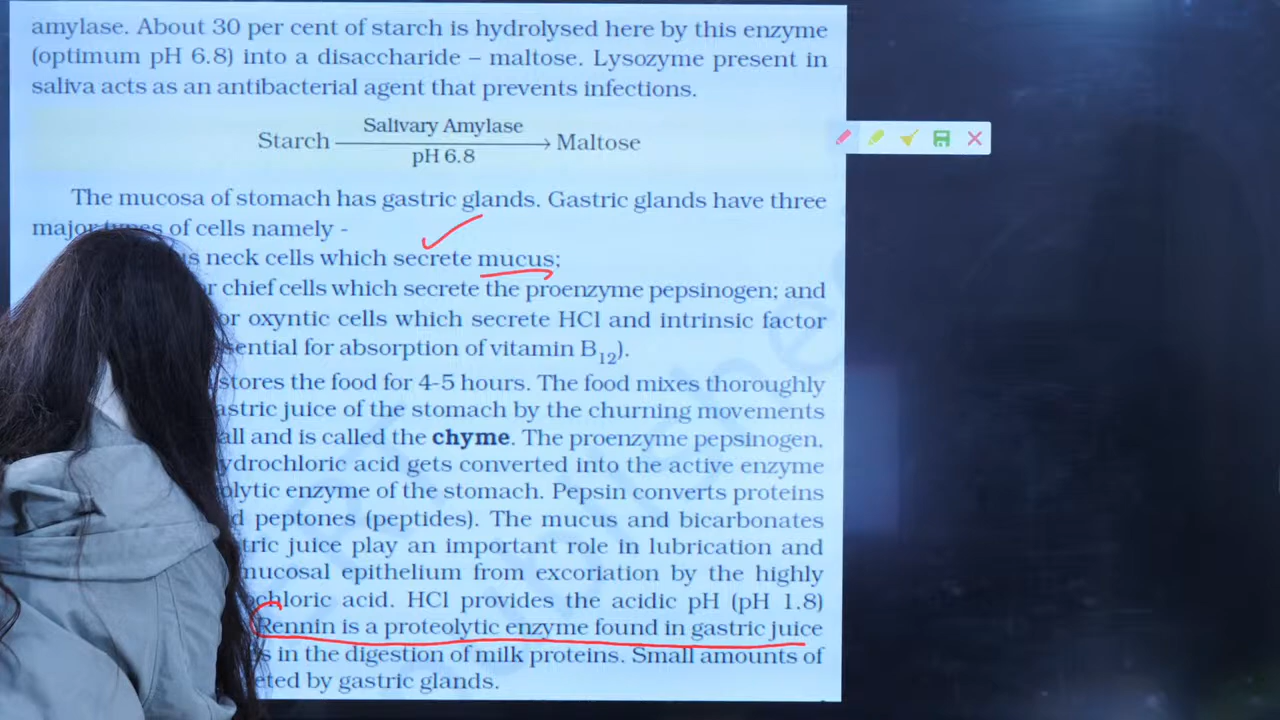 amylase. About 30 per cent of starch is hydrolysed here by this enzyme
(optimum pH 6.8) into a disaccharide – maltose. Lysozyme present in
saliva acts as an antibacterial agent that prevents infections.
Salivary Amylase
Starch → Maltose
pH 6.8
The mucosa of stomach has gastric glands. Gastric glands have three
major types of cells namely -
neck cells which secrete mucus;
chief cells which secrete the proenzyme pepsinogen; and
or oxyntic cells which secrete HCl and intrinsic factor
for absorption of vitamin B12).
stores the food for 4-5 hours. The food mixes thoroughly
juice of the stomach by the churning movements
and is called the chyme. The proenzyme pepsinogen,
acid gets converted into the active enzyme
enzyme of the stomach. Pepsin converts proteins
peptones (peptides). The mucus and bicarbonates
juice play an important role in lubrication and
mucosal epithelium from excoriation by the highly
acid. HCl provides the acidic pH (pH 1.8)
Rennin is a proteolytic enzyme found in gastric juice
in the digestion of milk proteins. Small amounts of
by gastric glands.